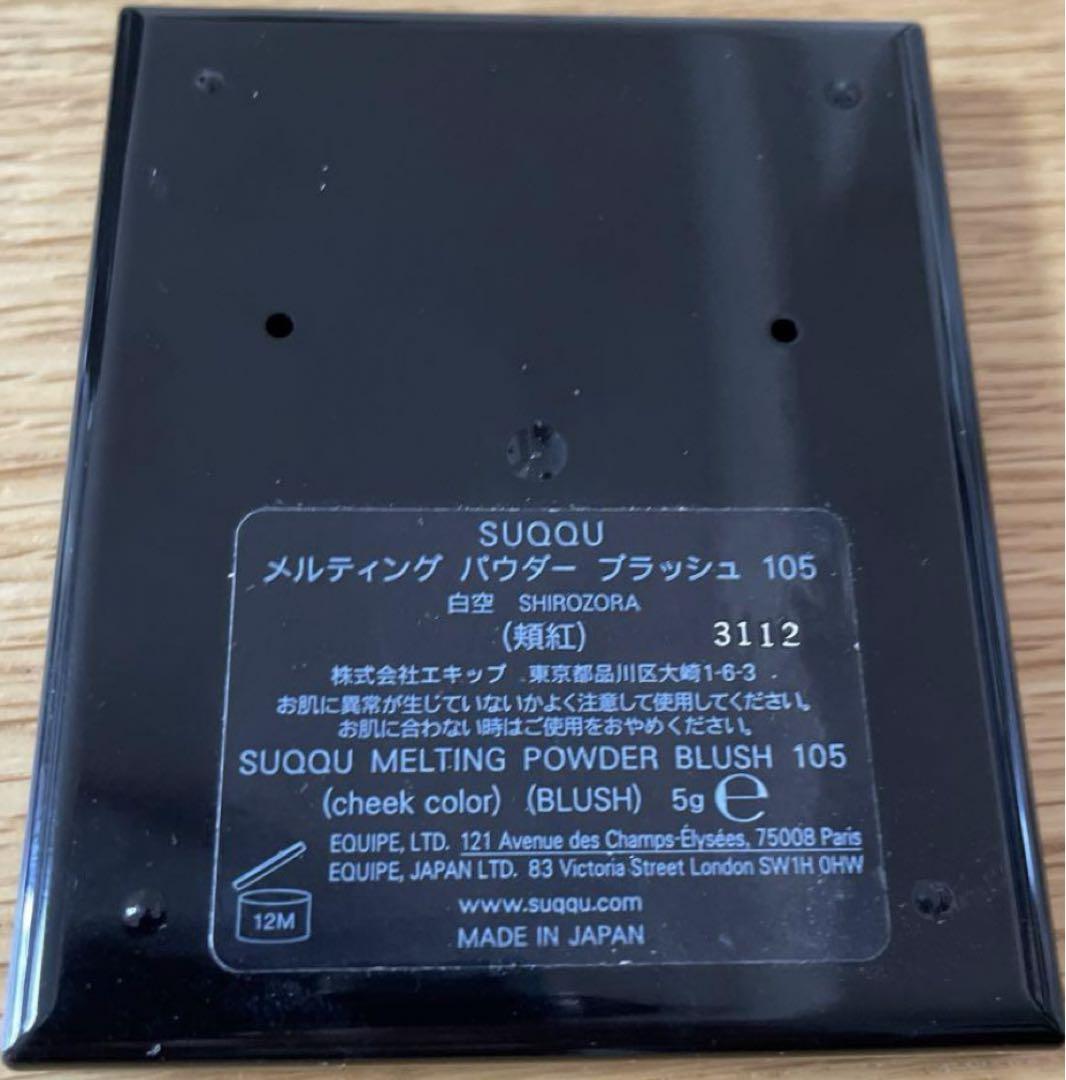 SUQQU
メルティング パウダー ブラッシュ 105
白空 SHIROZORA
(頬紅) 3112
株式会社エキップ 東京都品川区大崎1-6-3
お肌に異常が生じていないかよく注意して使用してください。
お肌に合わない時はご使用をおやめください。
SUQQU MELTING POWDER BLUSH 105
(cheek color) (BLUSH) 5g ℮
EQUIPE, LTD. 121 Avenue des Champs-Élysées, 75008 Paris
EQUIPE, JAPAN LTD. 83 Victoria Street London SW1H 0HW
12M
www.suqqu.com
MADE IN JAPAN